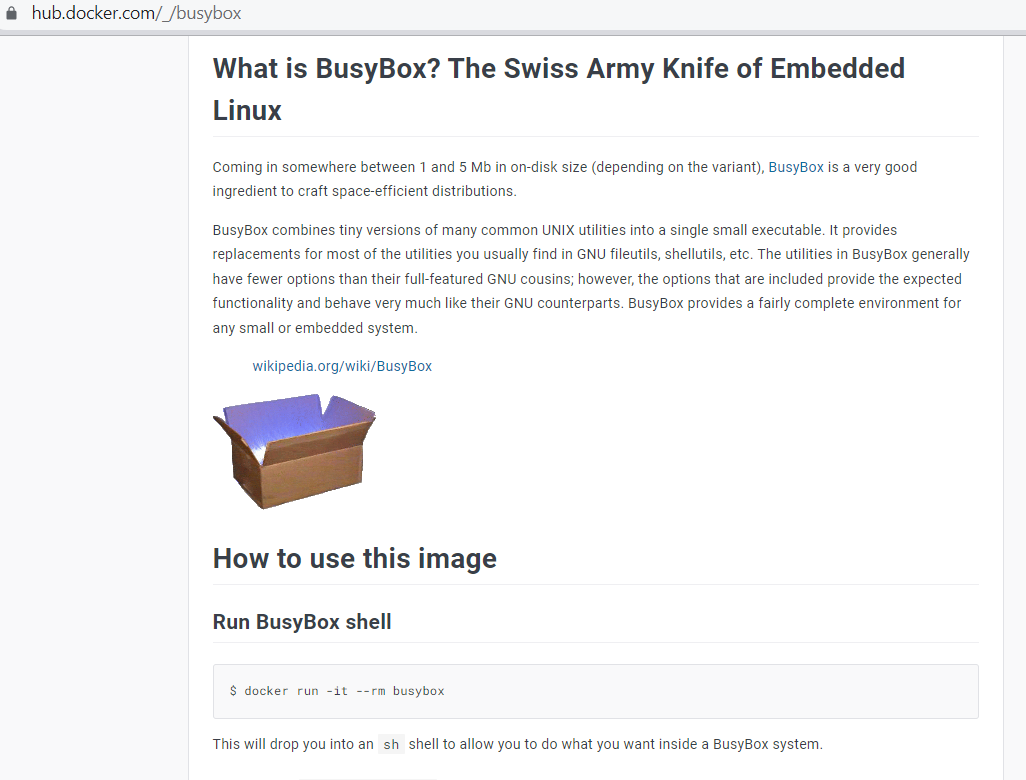 hub.docker.com/_/busybox
What is BusyBox? The Swiss Army Knife of Embedded
Linux
Coming in somewhere between 1 and 5 Mb in on-disk size (depending on the variant), BusyBox is a very good
ingredient to craft space-efficient distributions.
BusyBox combines tiny versions of many common UNIX utilities into a single small executable. It provides
replacements for most of the utilities you usually find in GNU fileutils, shellutils, etc. The utilities in BusyBox generally
have fewer options than their full-featured GNU cousins; however, the options that are included provide the expected
functionality and behave very much like their GNU counterparts. BusyBox provides a fairly complete environment for
any small or embedded system.
wikipedia.org/wiki/BusyBox
How to use this image
Run BusyBox shell
$ docker run -it --rm busybox
This will drop you into an sh shell to allow you to do what you want inside a BusyBox system.